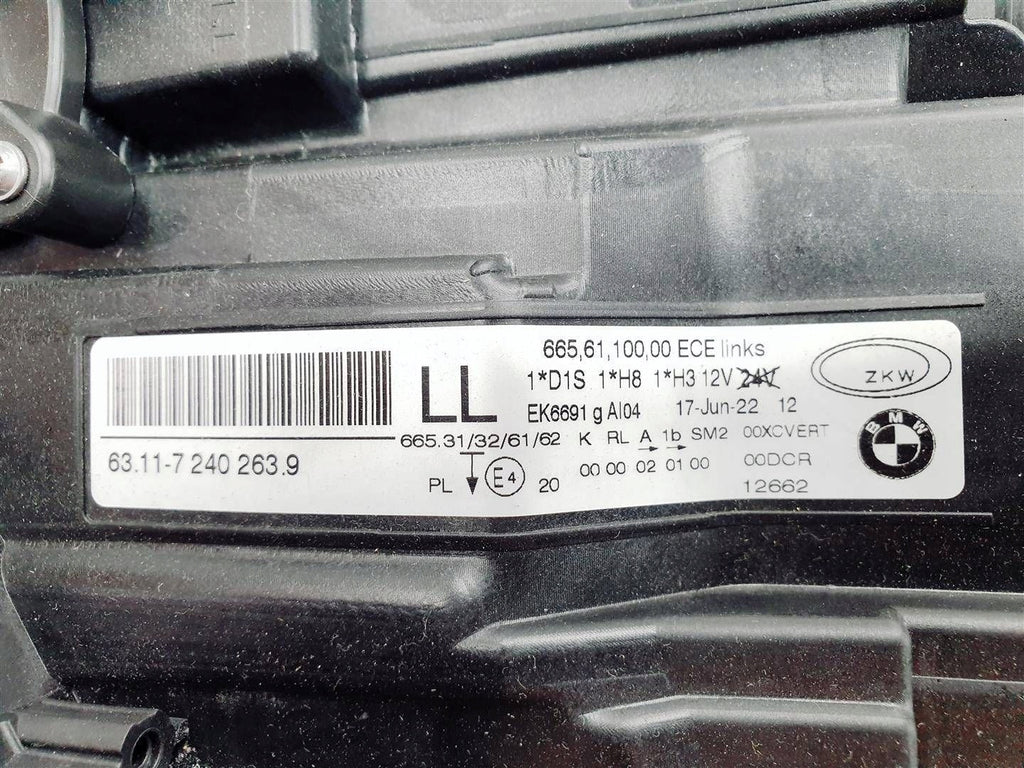 665,61,100,00 ECE links
LL
1*D1S 1*H8 1*H3 12V 24V
EK6691 g AI04 17-Jun-22 12
ZKW
BMW
665.31/32/61/62 K RL A 1b SM2 00XCVERT
63.11-7 240 263.9
PL E4 20 00 00 02 01 00 00DCR
12662